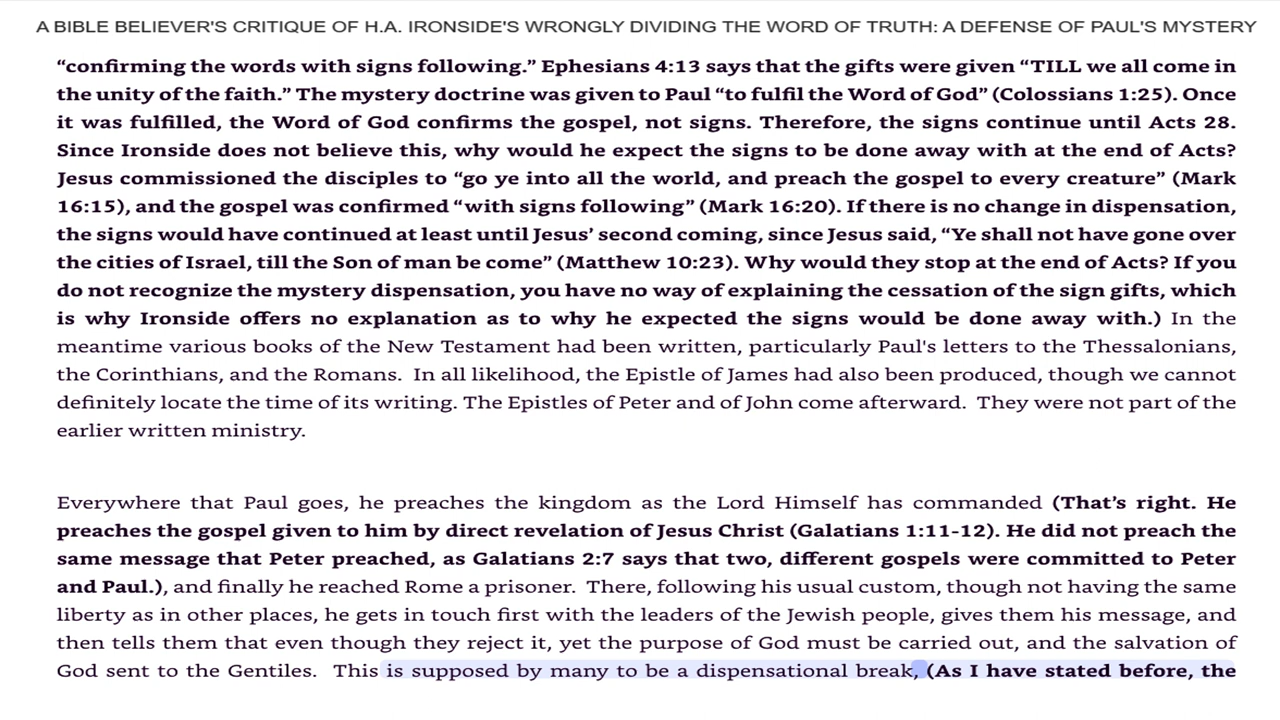 A BIBLE BELIEVER'S CRITIQUE OF H.A. IRONSIDE'S WRONGLY DIVIDING THE WORD OF TRUTH: A DEFENSE OF PAUL'S MYSTERY
“confirming the words with signs following.” Ephesians 4:13 says that the gifts were given “TILL we all come in
the unity of the faith.” The mystery doctrine was given to Paul “to fulfil the Word of God” (Colossians 1:25). Once
it was fulfilled, the Word of God confirms the gospel, not signs. Therefore, the signs continue until Acts 28.
Since Ironside does not believe this, why would he expect the signs to be done away with at the end of Acts?
Jesus commissioned the disciples to “go ye into all the world, and preach the gospel to every creature” (Mark
16:15), and the gospel was confirmed “with signs following” (Mark 16:20). If there is no change in dispensation,
the signs would have continued at least until Jesus’ second coming, since Jesus said, “Ye shall not have gone over
the cities of Israel, till the Son of man be come” (Matthew 10:23). Why would they stop at the end of Acts? If you
do not recognize the mystery dispensation, you have no way of explaining the cessation of the sign gifts, which
is why Ironside offers no explanation as to why he expected the signs would be done away with.) In the
meantime various books of the New Testament had been written, particularly Paul's letters to the Thessalonians,
the Corinthians, and the Romans. In all likelihood, the Epistle of James had also been produced, though we cannot
definitely locate the time of its writing. The Epistles of Peter and of John come afterward. They were not part of the
earlier written ministry.
Everywhere that Paul goes, he preaches the kingdom as the Lord Himself has commanded (That’s right. He
preaches the gospel given to him by direct revelation of Jesus Christ (Galatians 1:11-12). He did not preach the
same message that Peter preached, as Galatians 2:7 says that two, different gospels were committed to Peter
and Paul.), and finally he reached Rome a prisoner. There, following his usual custom, though not having the same
liberty as in other places, he gets in touch first with the leaders of the Jewish people, gives them his message, and
then tells them that even though they reject it, yet the purpose of God must be carried out, and the salvation of
God sent to the Gentiles. This is supposed by many to be a dispensational break, (As I have stated before, the